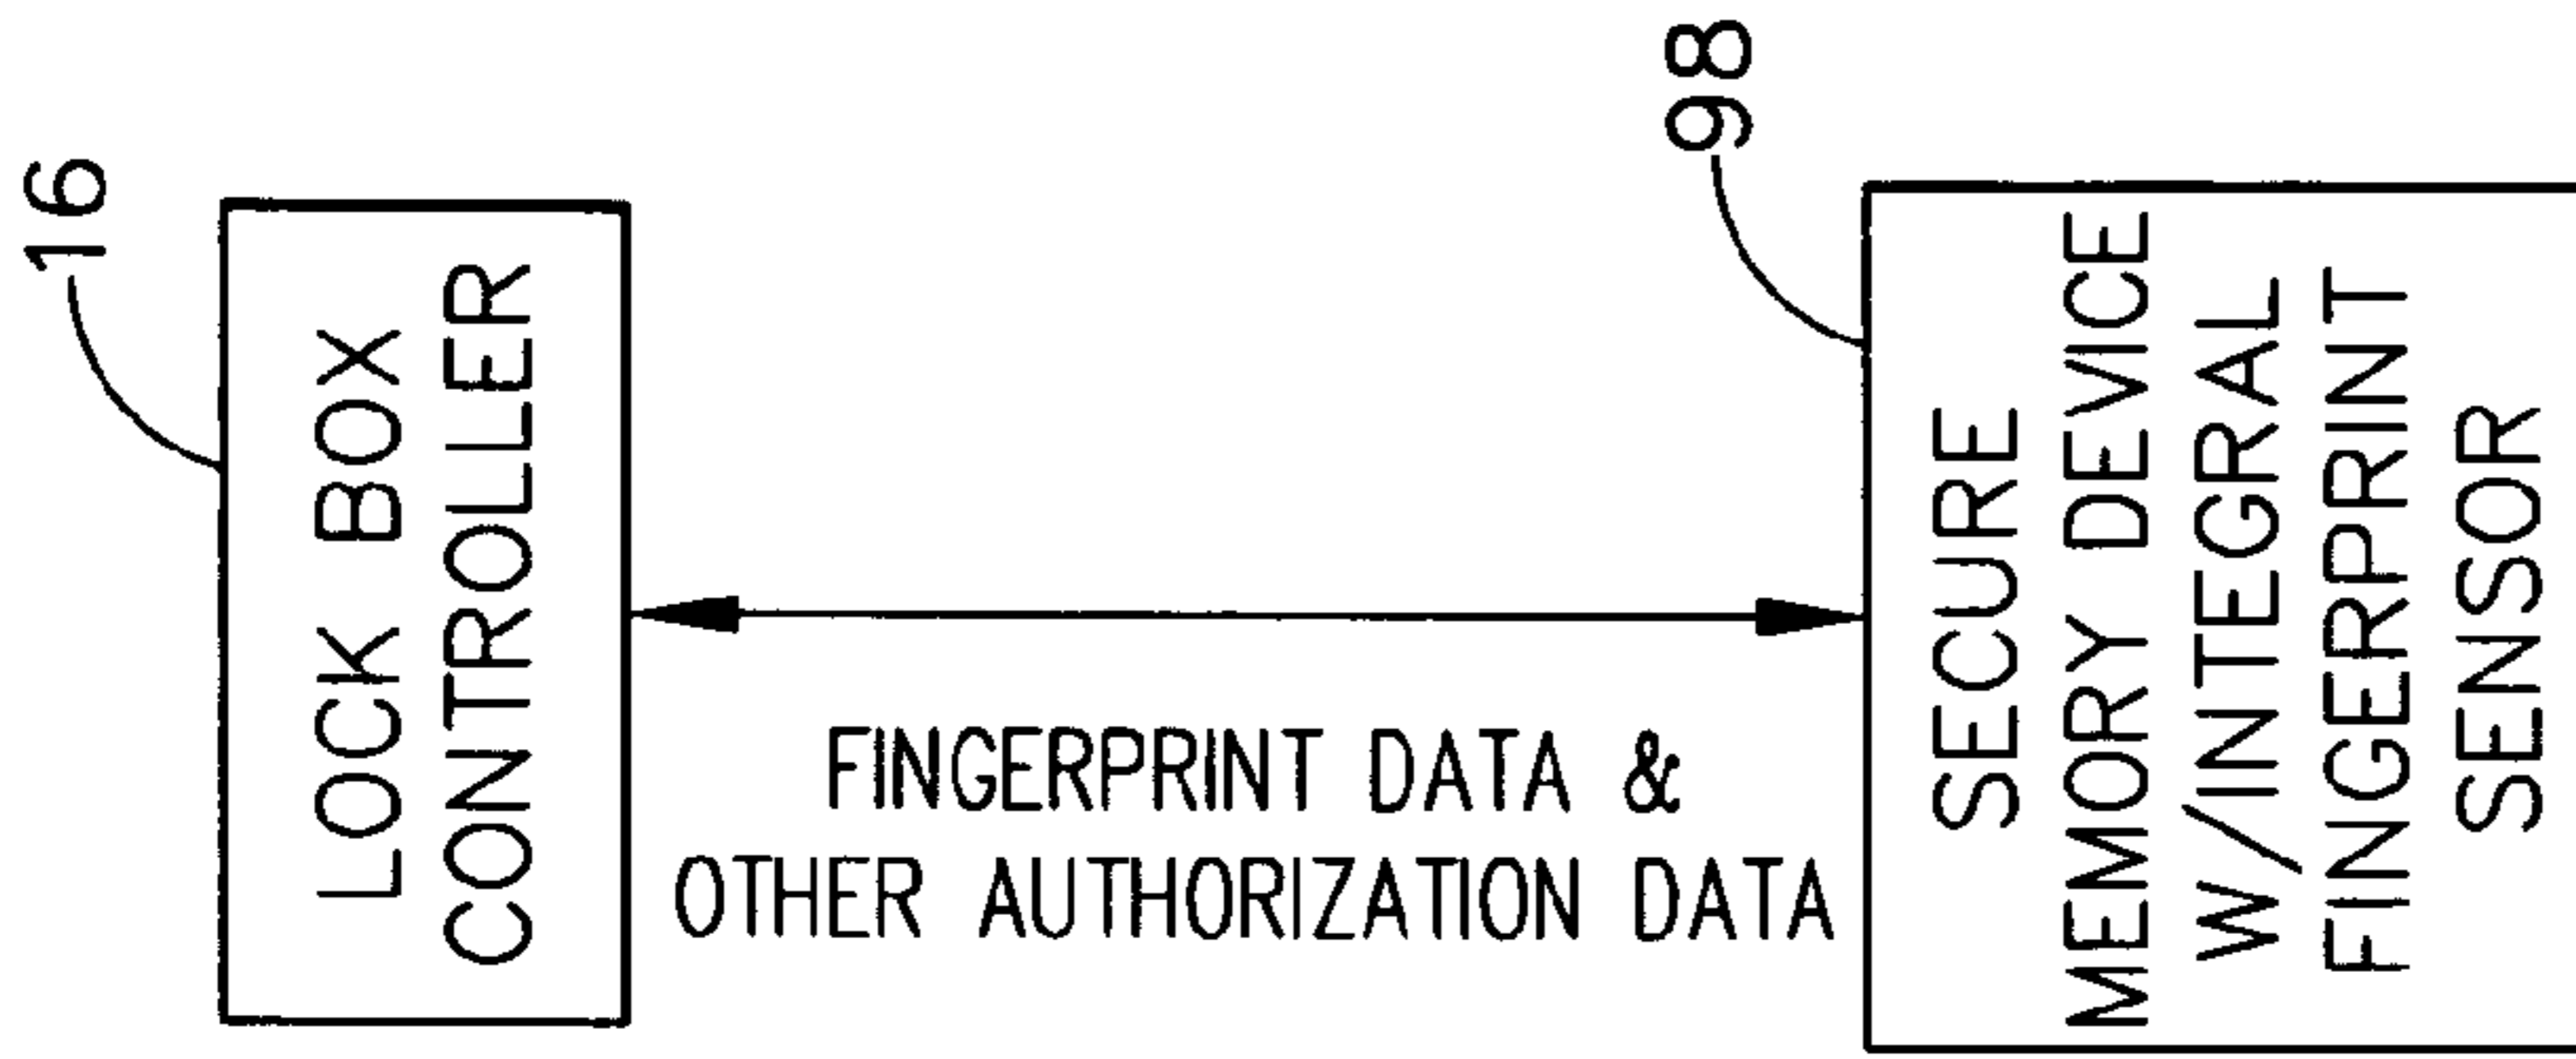 16
LOCK BOX
CONTROLLER
FINGERPRINT DATA &
OTHER AUTHORIZATION DATA
98
SECURE
MEMORY DEVICE
W/INTEGRAL
FINGERPRINT
SENSOR